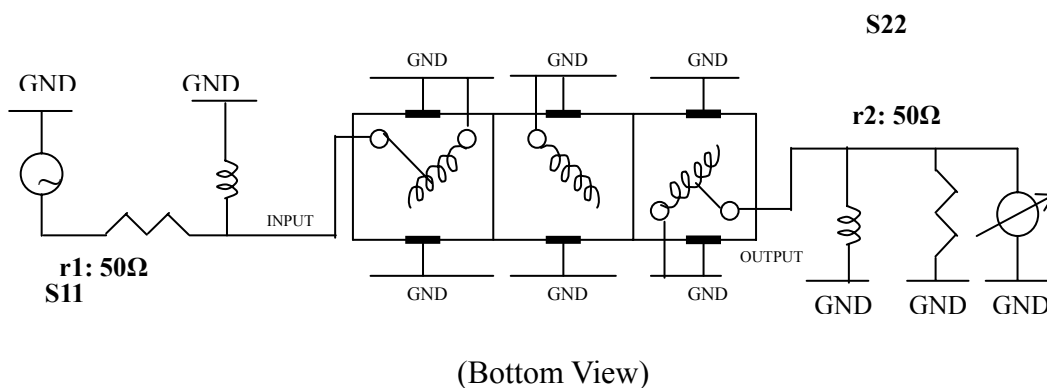 S22
GND GND GND
GND GND
r2: 50Ω
INPUT
r1: 50Ω
S11
OUTPUT
GND GND GND
GND GND GND
(Bottom View)